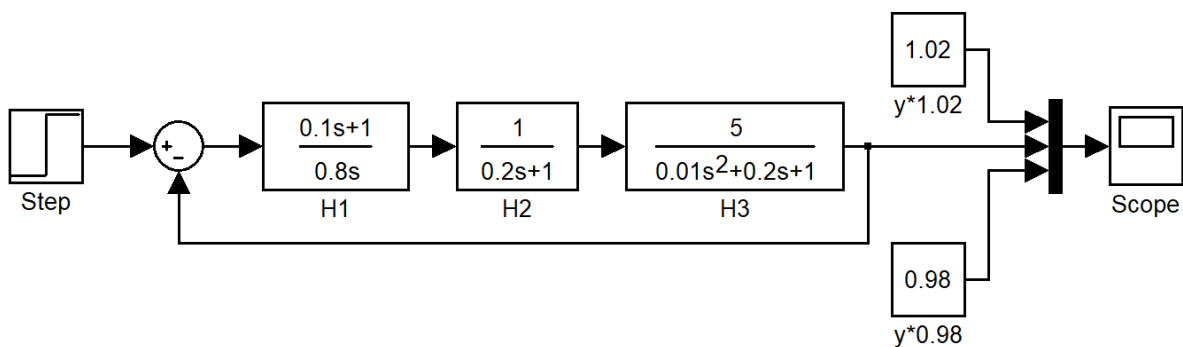 1.02
y*1.02
+
−
0.1s+1
0.8s
1
0.2s+1
5
0.01s²+0.2s+1
Step
H1
H2
H3
Scope
0.98
y*0.98